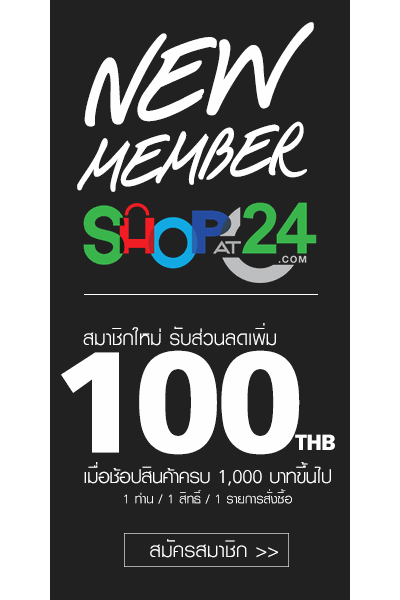 NEW
MEMBER
SHOPAT24
.COM
สมาชิกใหม่ รับส่วนลดเพิ่ม
100THB
เมื่อช้อปสินค้าครบ 1,000 บาทขึ้นไป
1 ท่าน / 1 สิทธิ์ / 1 รายการสั่งซื้อ
สมัครสมาชิก >>